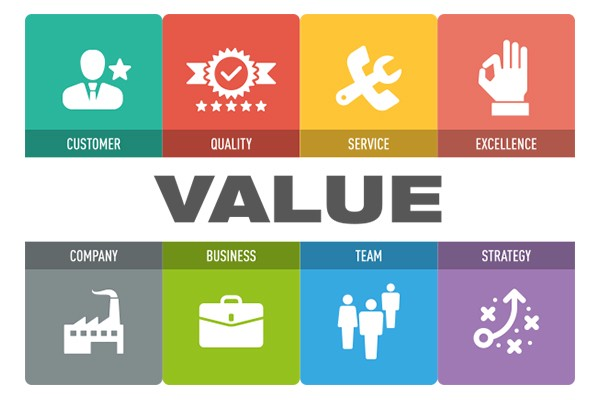 CUSTOMER QUALITY SERVICE EXCELLENCE
VALUE
COMPANY BUSINESS TEAM STRATEGY